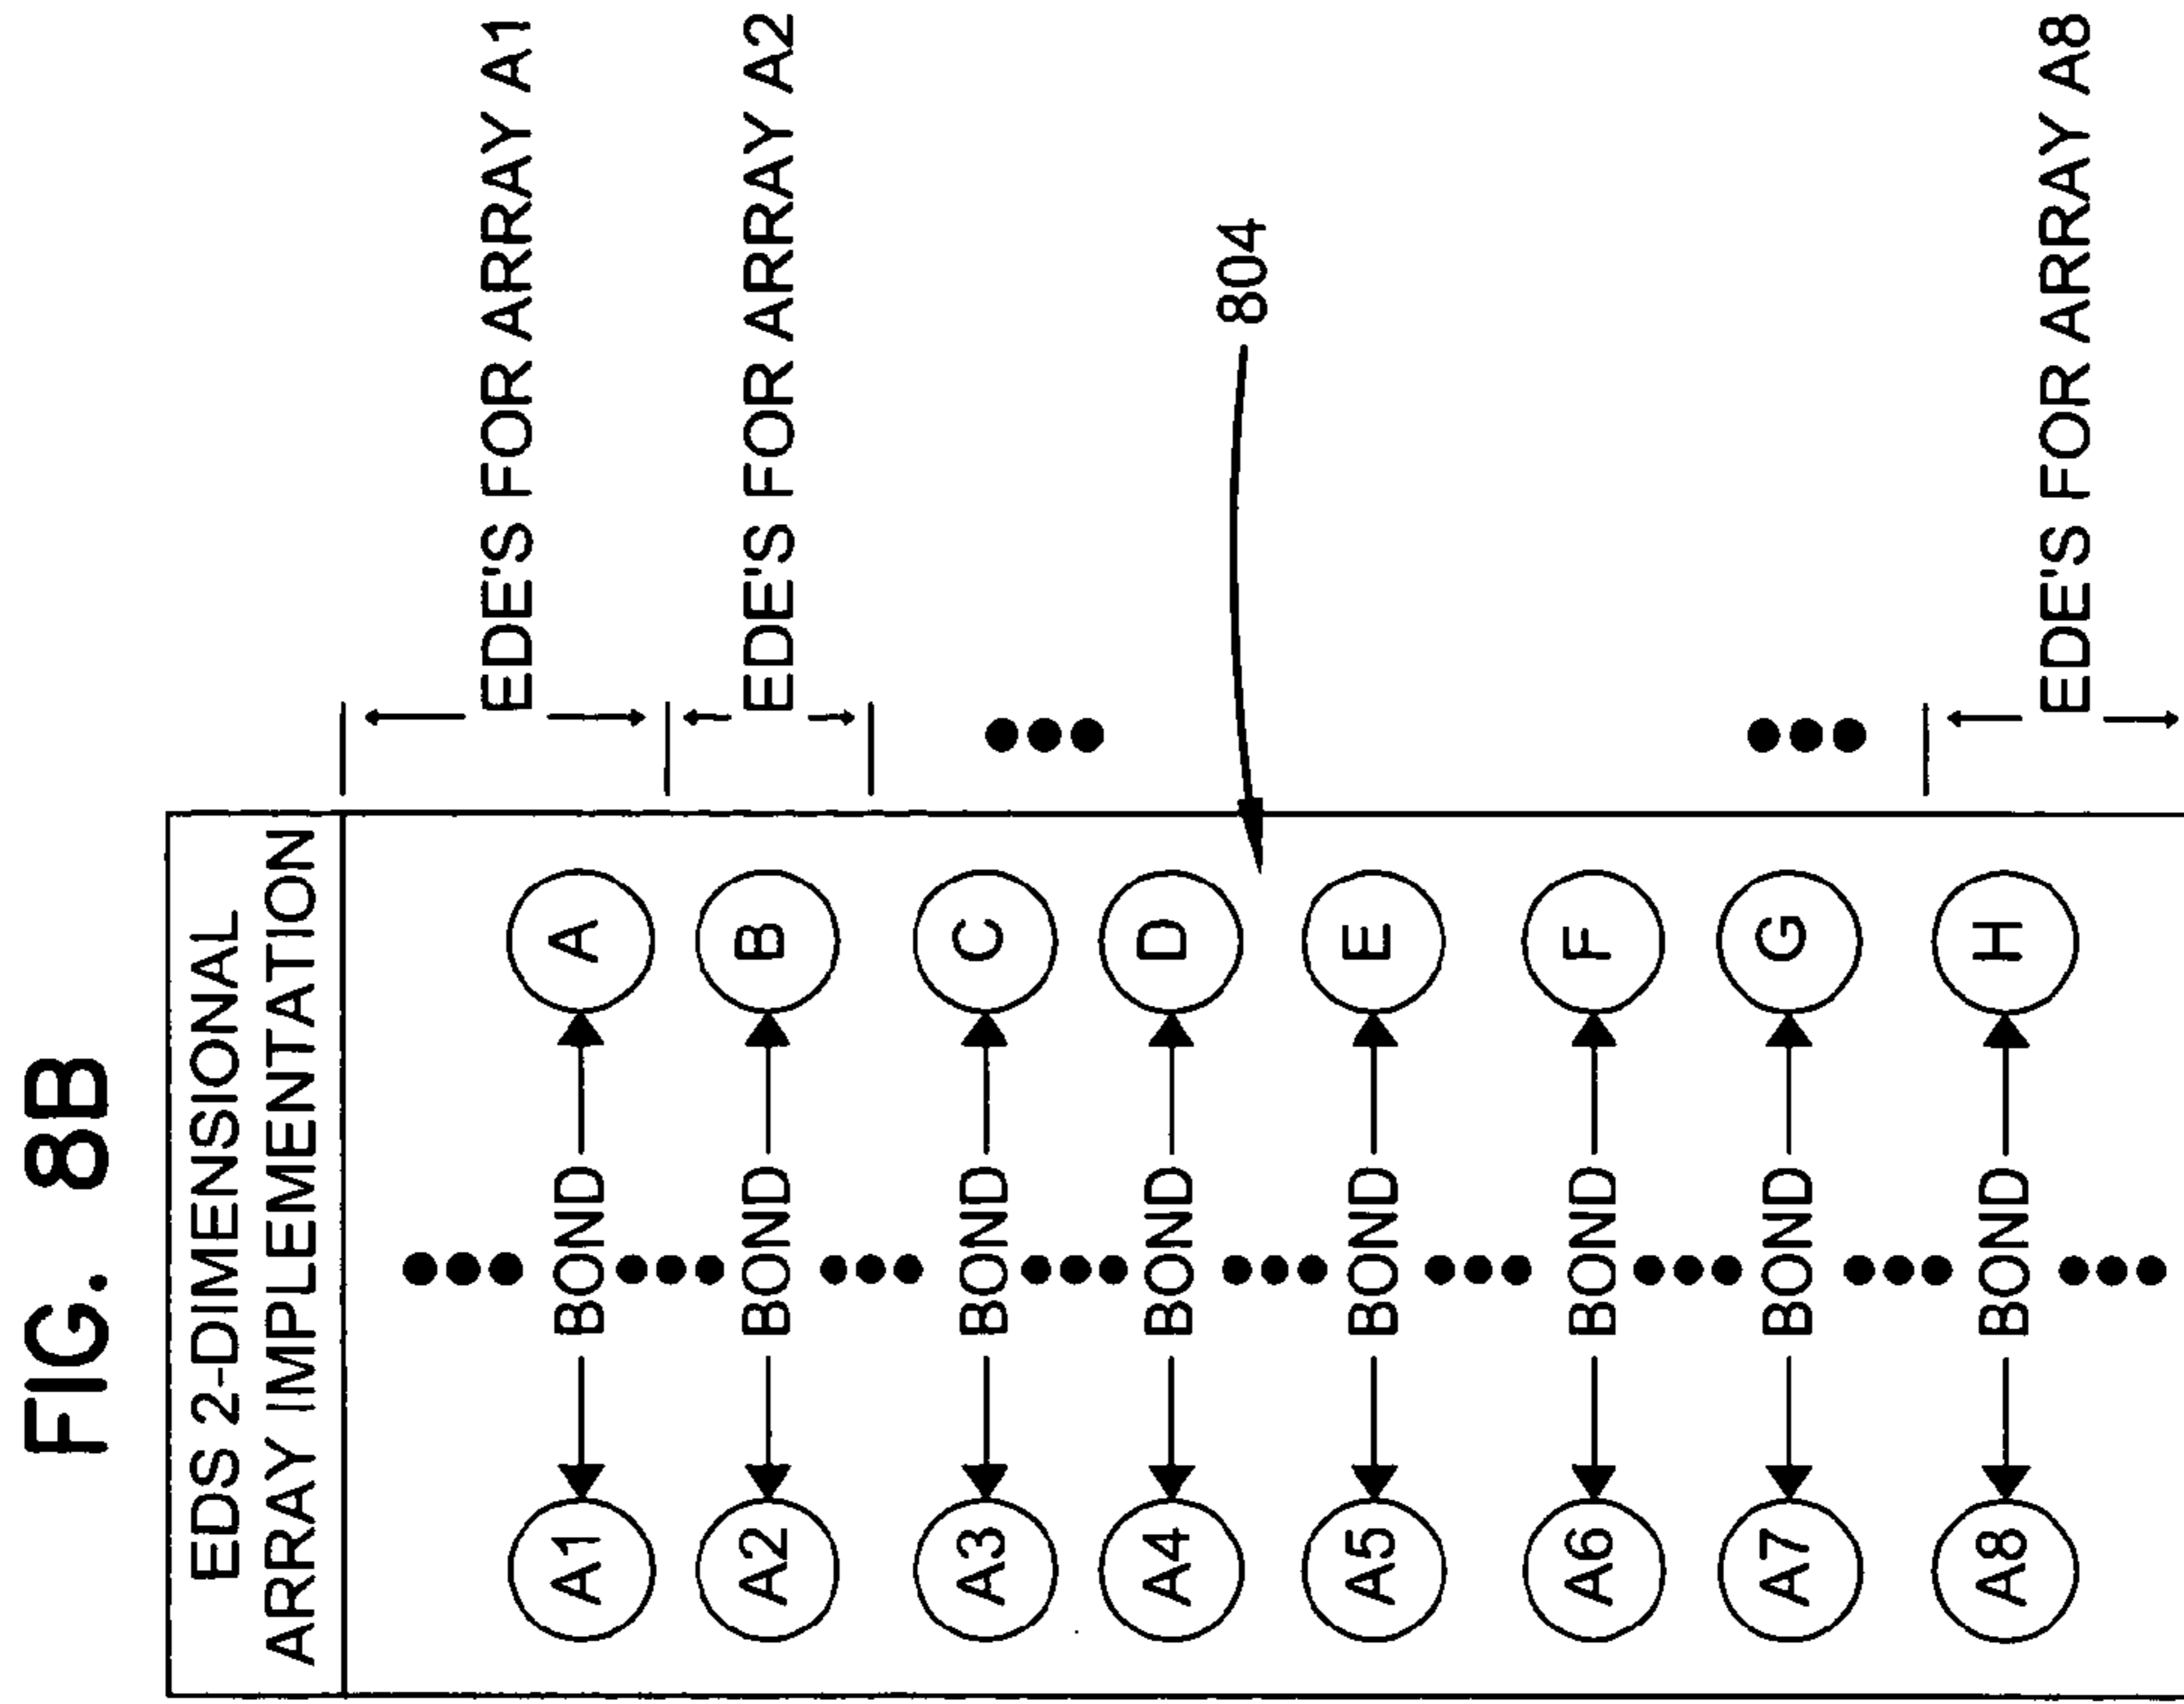 FIG. 8B
EDS 2-DIMENSIONAL
ARRAY IMPLEMENTATION
A1 BOND A
EDE'S FOR ARRAY A1
A2 BOND B
EDE'S FOR ARRAY A2
A3 BOND C
A4 BOND D
804
A5 BOND E
A6 BOND F
A7 BOND G
A8 BOND H
EDE'S FOR ARRAY A8